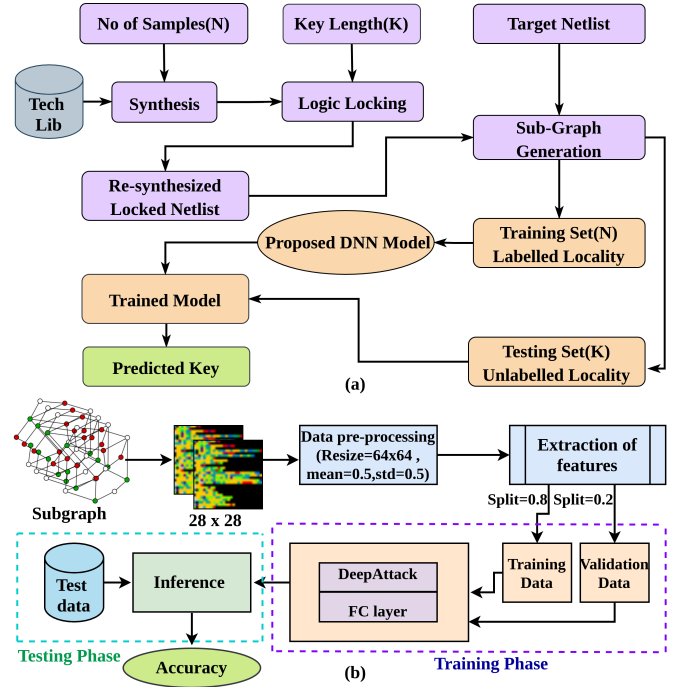 No of Samples(N)
Key Length(K)
Target Netlist
Tech
Lib
Synthesis
Logic Locking
Sub-Graph
Generation
Re-synthesized
Locked Netlist
Proposed DNN Model
Training Set(N)
Labelled Locality
Trained Model
Predicted Key
Testing Set(K)
Unlabelled Locality
(a)
Subgraph
28 x 28
Data pre-processing
(Resize=64x64 ,
mean=0.5,std=0.5)
Extraction of
features
Split=0.8
Split=0.2
Test
data
Inference
DeepAttack
FC layer
Training
Data
Validation
Data
Testing Phase
Accuracy
(b)
Training Phase